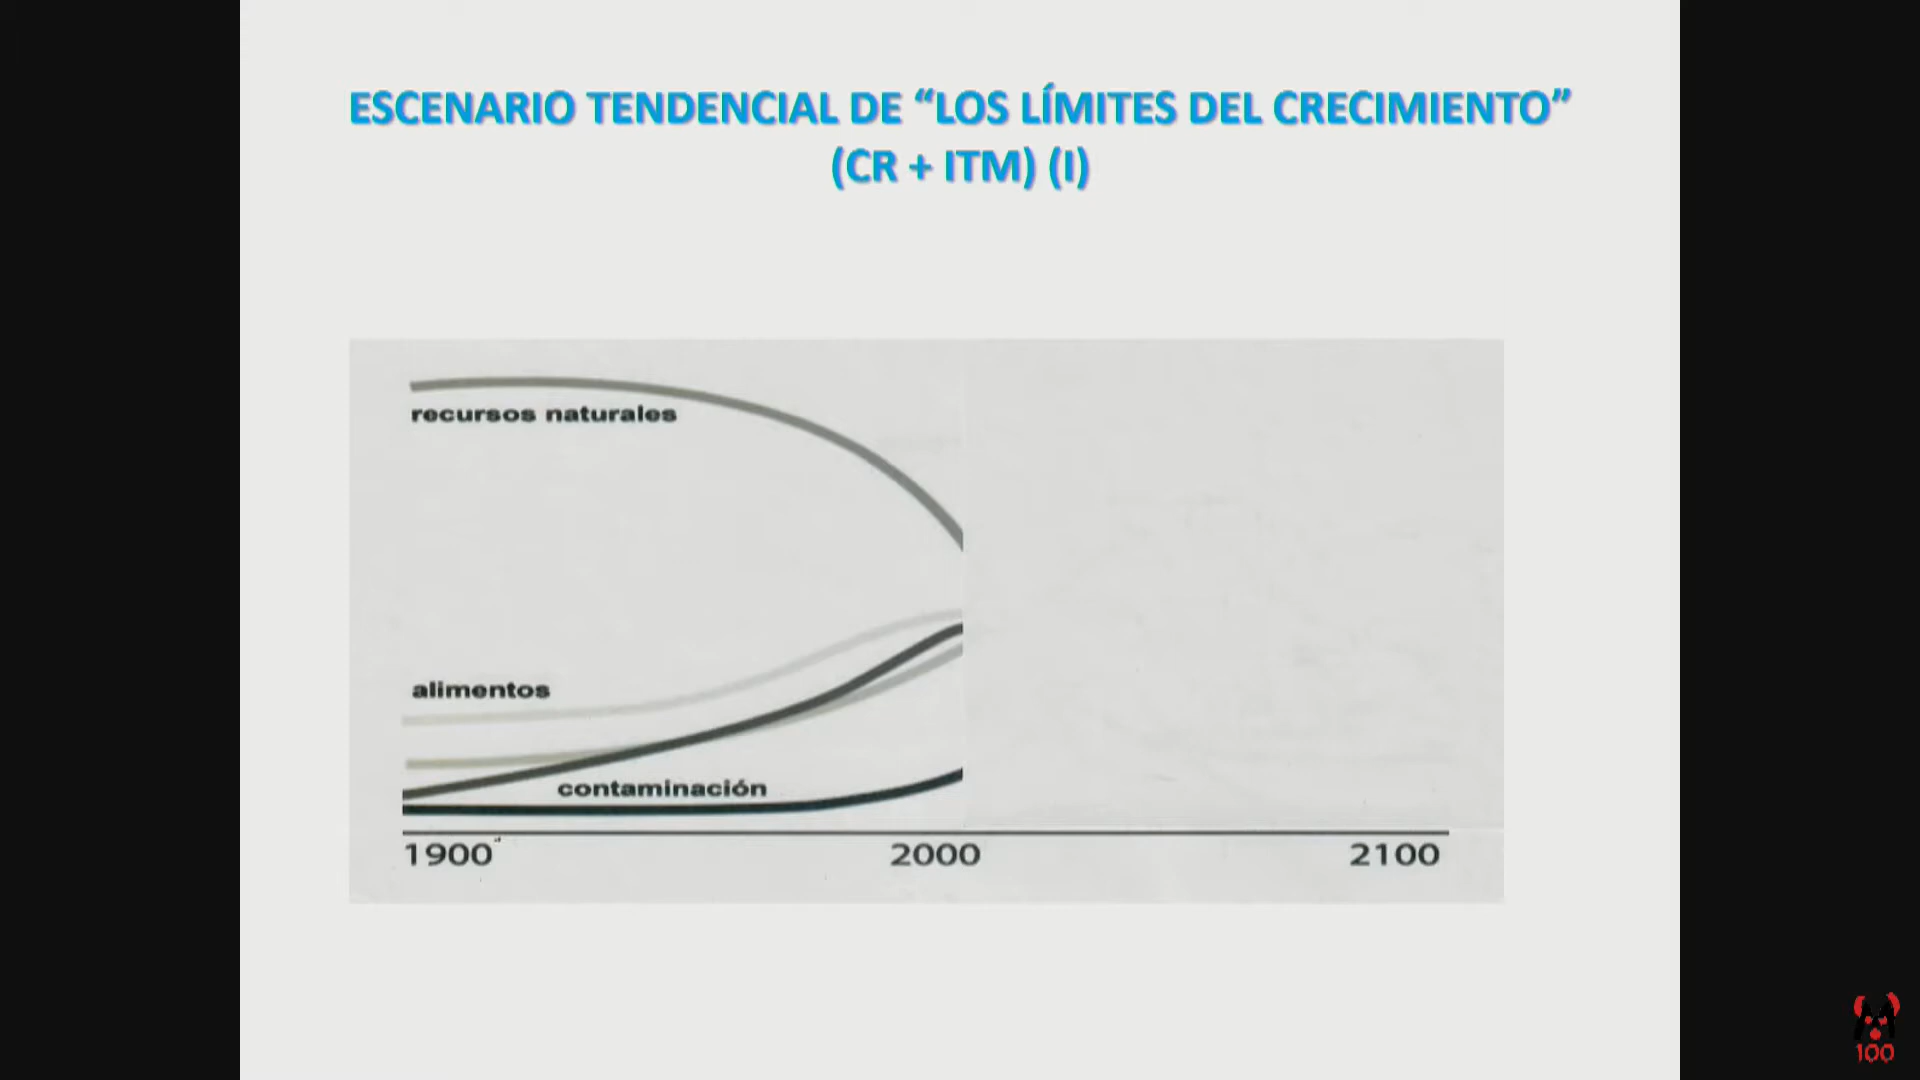 ESCENARIO TENDENCIAL DE “LOS LÍMITES DEL CRECIMIENTO”
(CR + ITM) (I)
recursos naturales
alimentos
contaminación
1900
2000
2100
100